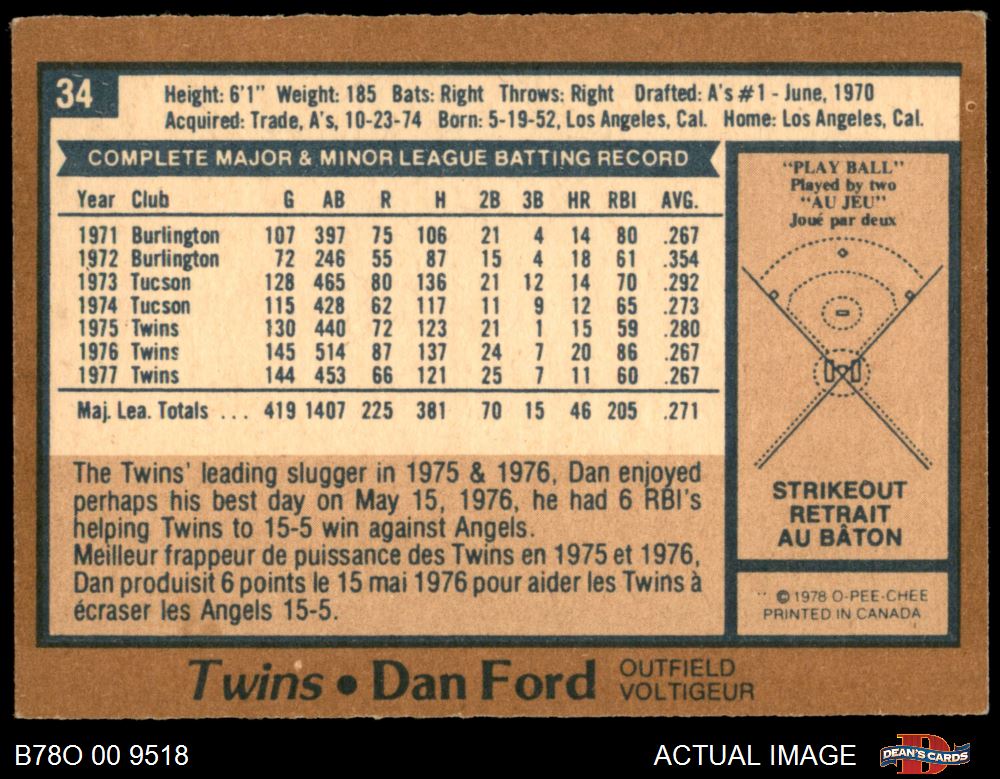 34
Height: 6'1" Weight: 185 Bats: Right Throws: Right Drafted: A's #1 - June, 1970
Acquired: Trade, A's, 10-23-74 Born: 5-19-52, Los Angeles, Cal. Home: Los Angeles, Cal.
COMPLETE MAJOR & MINOR LEAGUE BATTING RECORD
Year Club G AB R H 2B 3B HR RBI AVG.
1971 Burlington 107 397 75 106 21 4 14 80 .267
1972 Burlington 72 246 55 87 15 4 18 61 .354
1973 Tucson 128 465 80 136 21 12 14 70 .292
1974 Tucson 115 428 62 117 11 9 12 65 .273
1975 Twins 130 440 72 123 21 1 15 59 .280
1976 Twins 145 514 87 137 24 7 20 86 .267
1977 Twins 144 453 66 121 25 7 11 60 .267
Maj. Lea. Totals ... 419 1407 225 381 70 15 46 205 .271
The Twins' leading slugger in 1975 & 1976, Dan enjoyed
perhaps his best day on May 15, 1976, he had 6 RBI's
helping Twins to 15-5 win against Angels.
Meilleur frappeur de puissance des Twins en 1975 et 1976,
Dan produisit 6 points le 15 mai 1976 pour aider les Twins à
écraser les Angels 15-5.
"PLAY BALL"
Played by two
"AU JEU"
Joué par deux
STRIKEOUT
RETRAIT
AU BÂTON
© 1978 O-PEE-CHEE
PRINTED IN CANADA
Twins • Dan Ford OUTFIELD
VOLTIGEUR
B78O 00 9518
ACTUAL IMAGE
D
DEAN'S CARDS